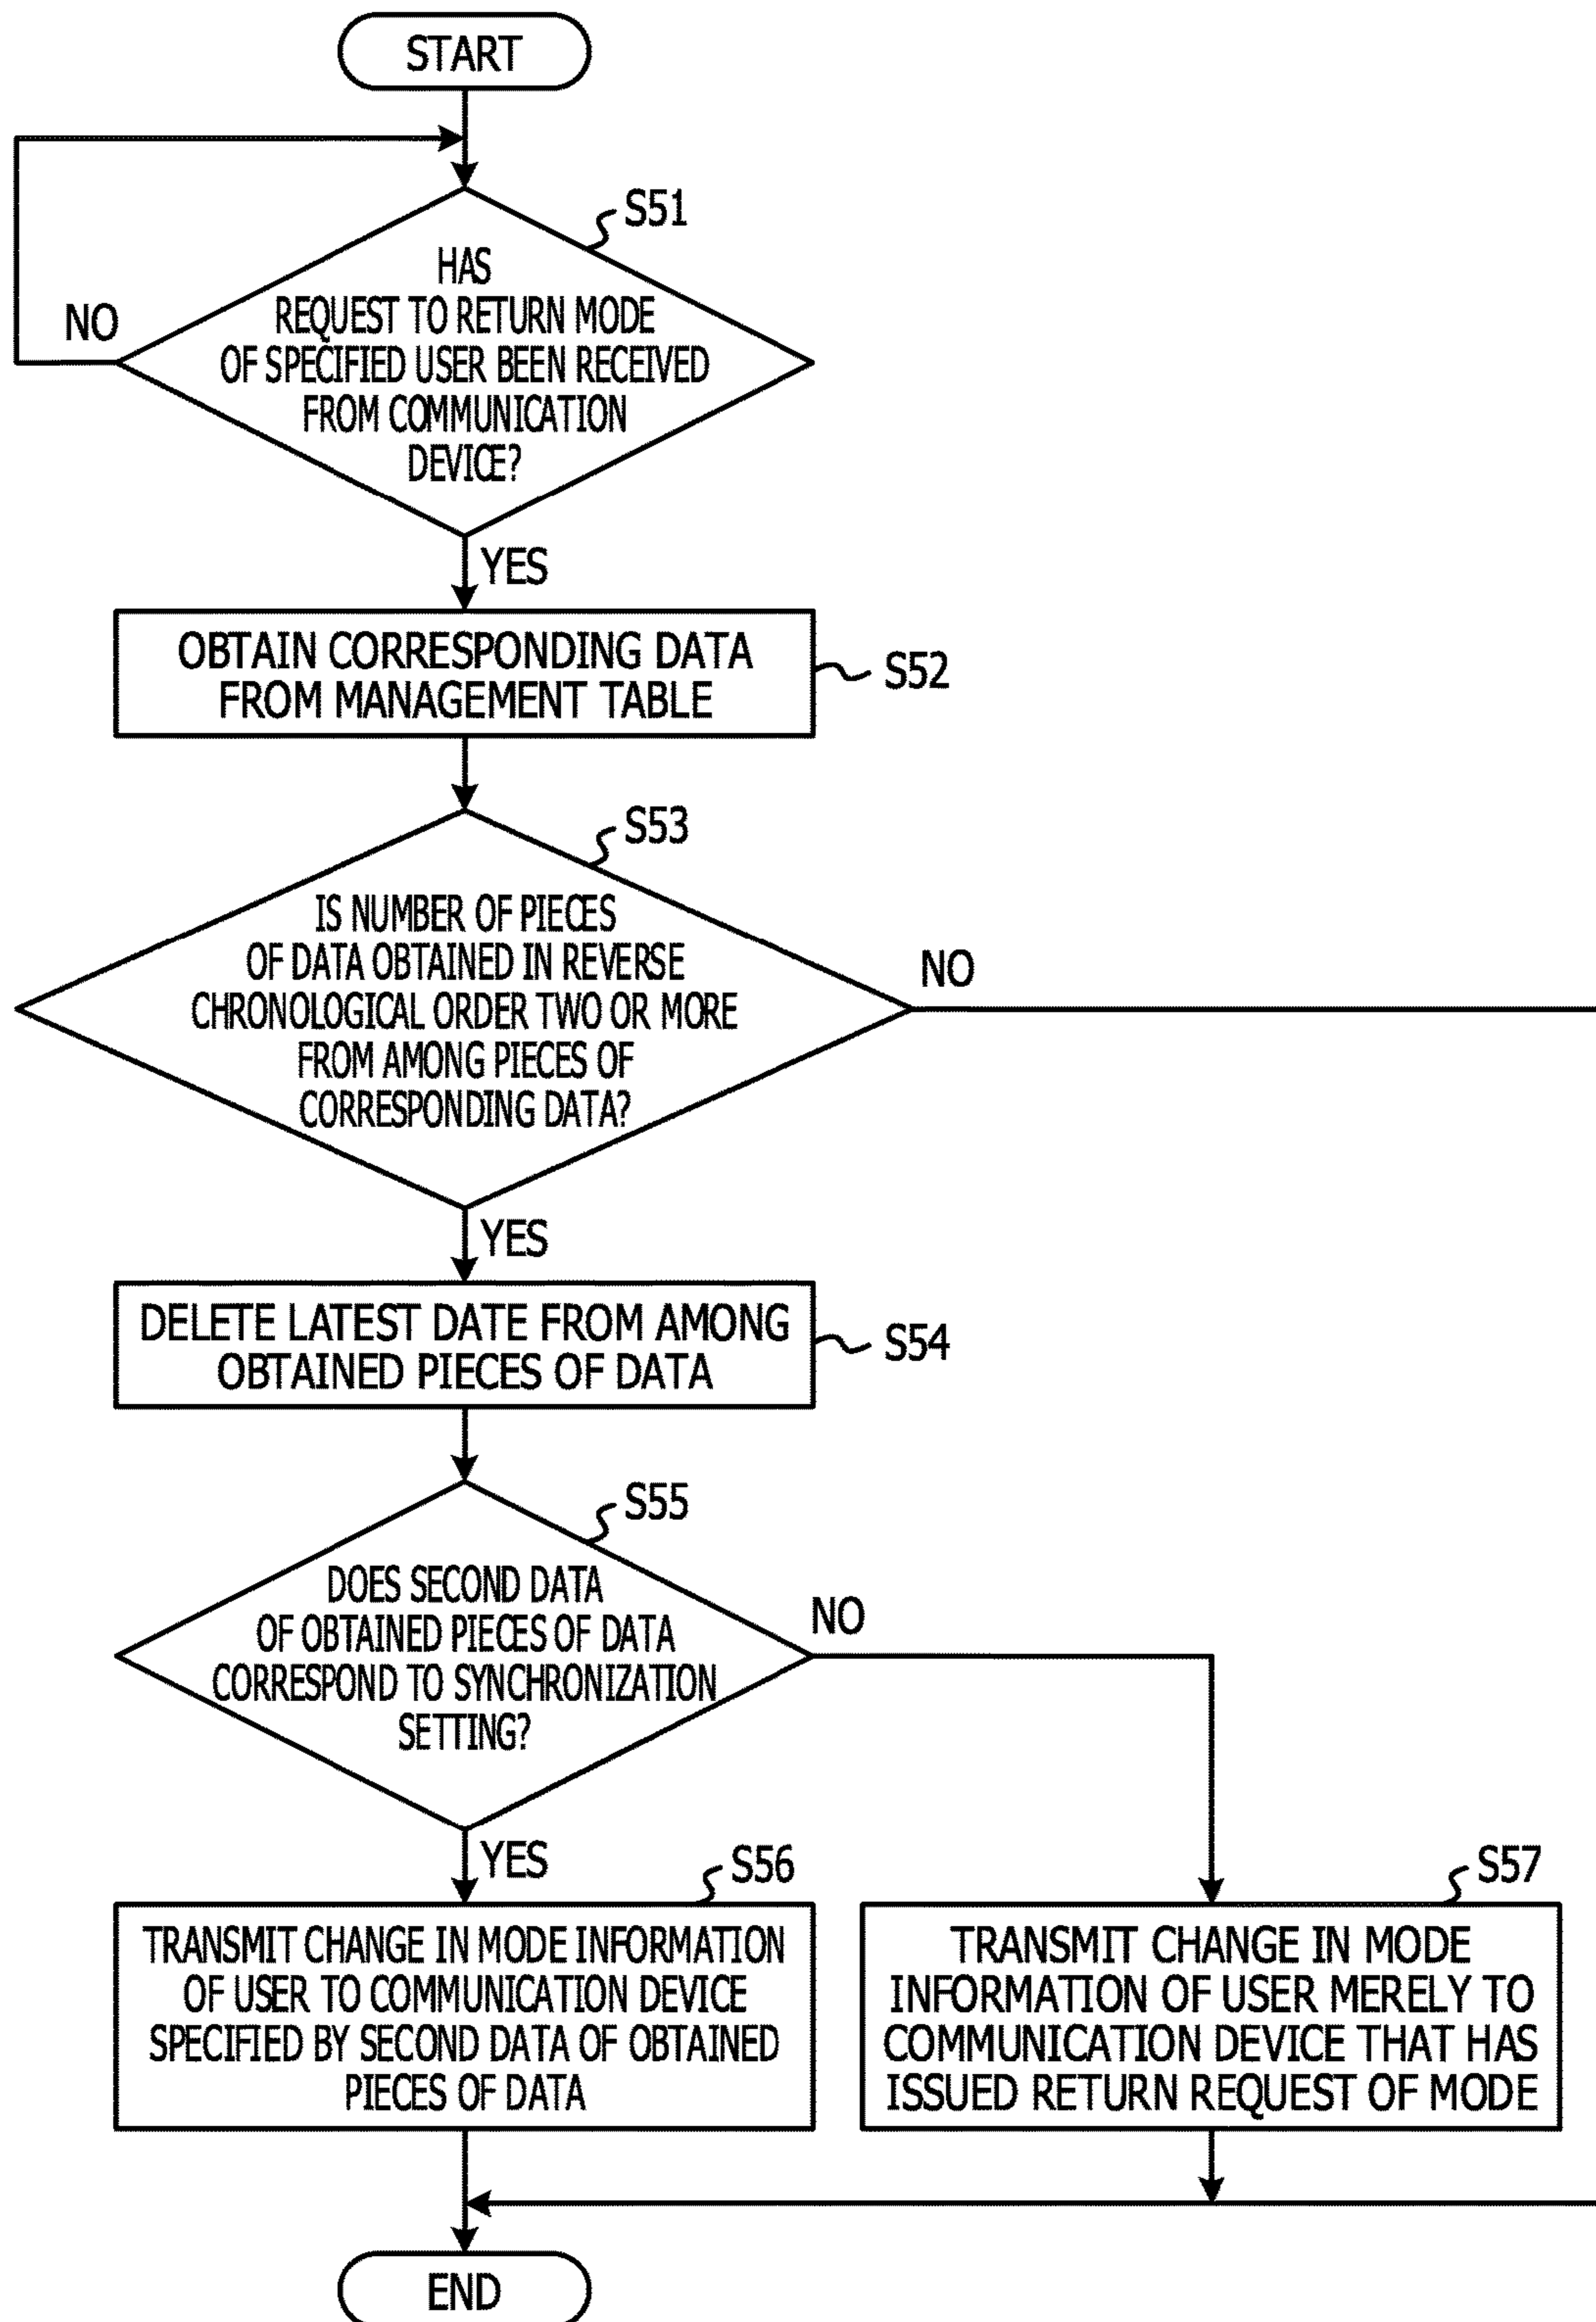 START
S51
HAS
REQUEST TO RETURN MODE
OF SPECIFIED USER BEEN RECEIVED
FROM COMMUNICATION
DEVICE?
NO
YES
OBTAIN CORRESPONDING DATA
FROM MANAGEMENT TABLE
S52
S53
IS NUMBER OF PIECES
OF DATA OBTAINED IN REVERSE
CHRONOLOGICAL ORDER TWO OR MORE
FROM AMONG PIECES OF
CORRESPONDING DATA?
NO
YES
DELETE LATEST DATE FROM AMONG
OBTAINED PIECES OF DATA
S54
S55
DOES SECOND DATA
OF OBTAINED PIECES OF DATA
CORRESPOND TO SYNCHRONIZATION
SETTING?
NO
YES
S56
TRANSMIT CHANGE IN MODE INFORMATION
OF USER TO COMMUNICATION DEVICE
SPECIFIED BY SECOND DATA OF OBTAINED
PIECES OF DATA
S57
TRANSMIT CHANGE IN MODE
INFORMATION OF USER MERELY TO
COMMUNICATION DEVICE THAT HAS
ISSUED RETURN REQUEST OF MODE
END